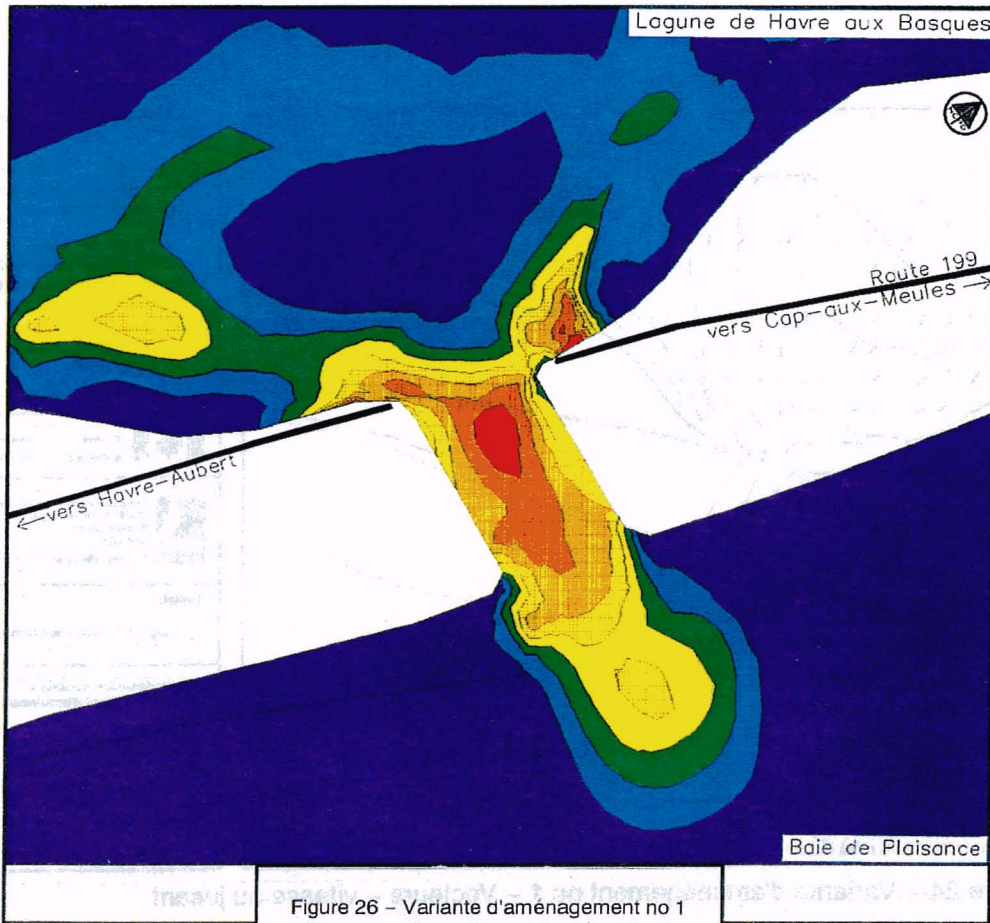 Lagune de Havre aux Basques
Route 199
vers Cap-aux-Meules →
← vers Havre-Aubert
Baie de Plaisance
Figure 26 – Variante d'aménagement no 1